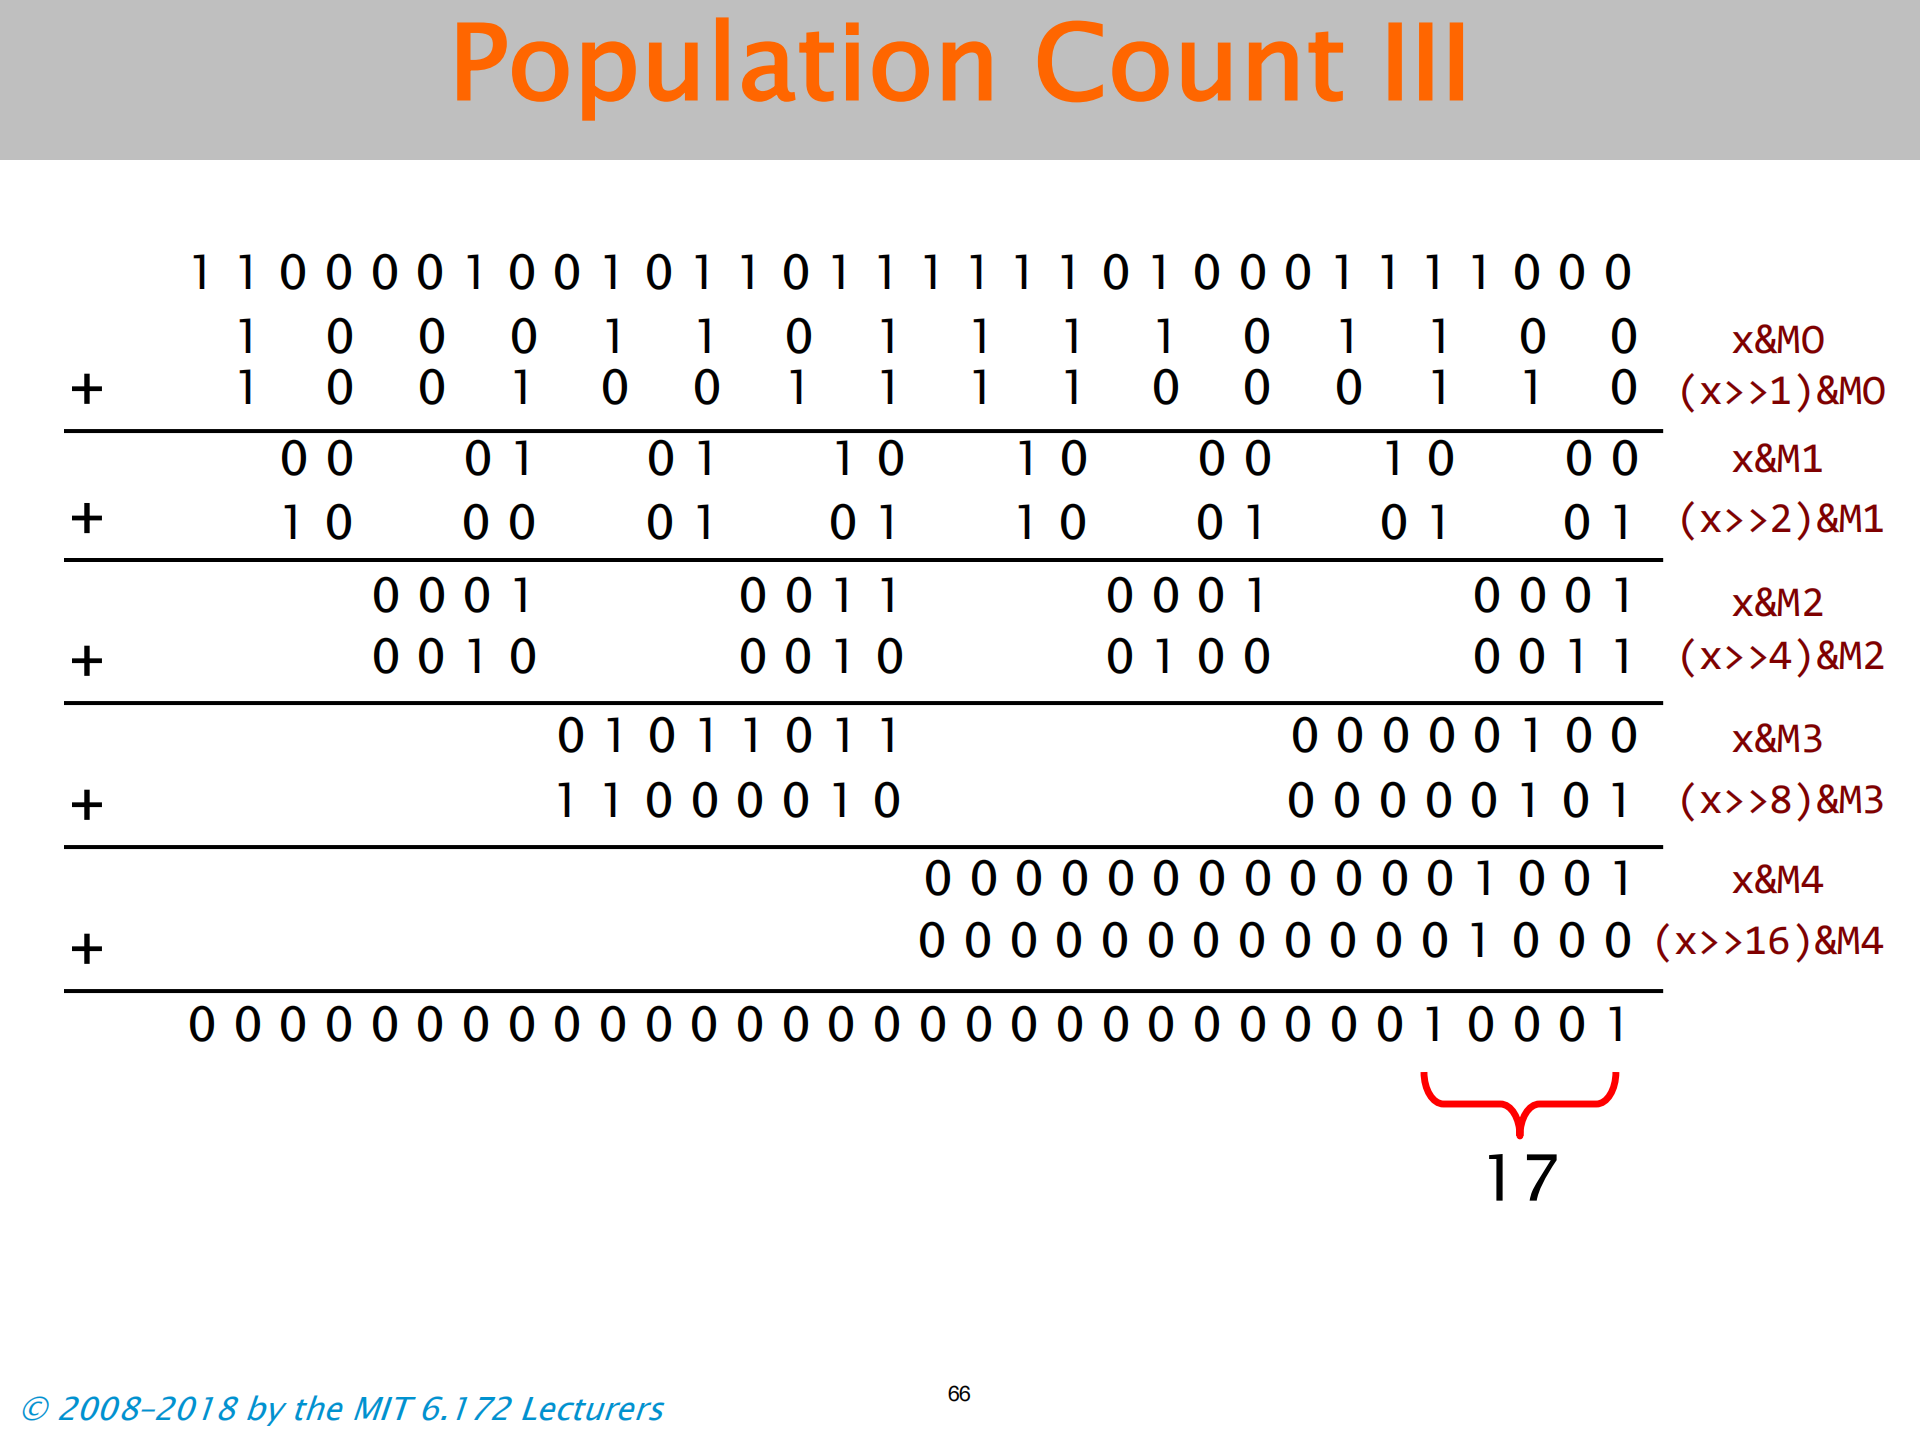 Population Count III
1 1 0 0 0 0 1 0 0 1 0 1 1 0 1 1 1 1 1 1 0 1 0 0 0 1 1 1 1 0 0 0
1 0 0 0 1 1 0 1 1 1 1 0 1 1 0 0 x&M0
+ 1 0 0 1 0 0 1 1 1 1 0 0 0 1 1 0 (x>>1)&M0
0 0 0 1 0 1 1 0 1 0 0 0 1 0 0 0 x&M1
+ 1 0 0 0 0 1 0 1 1 0 0 1 0 1 0 1 (x>>2)&M1
0 0 0 1 0 0 1 1 0 0 0 1 0 0 0 1 x&M2
+ 0 0 1 0 0 0 1 0 0 1 0 0 0 0 1 1 (x>>4)&M2
0 1 0 1 1 0 1 1 0 0 0 0 0 1 0 0 x&M3
+ 1 1 0 0 0 0 1 0 0 0 0 0 0 1 0 1 (x>>8)&M3
0 0 0 0 0 0 0 0 0 0 0 0 1 0 0 1 x&M4
+ 0 0 0 0 0 0 0 0 0 0 0 0 1 0 0 0 (x>>16)&M4
0 0 0 0 0 0 0 0 0 0 0 0 0 0 0 0 0 0 0 0 0 0 0 0 0 0 0 1 0 0 0 1
17
© 2008–2018 by the MIT 6.172 Lecturers
66